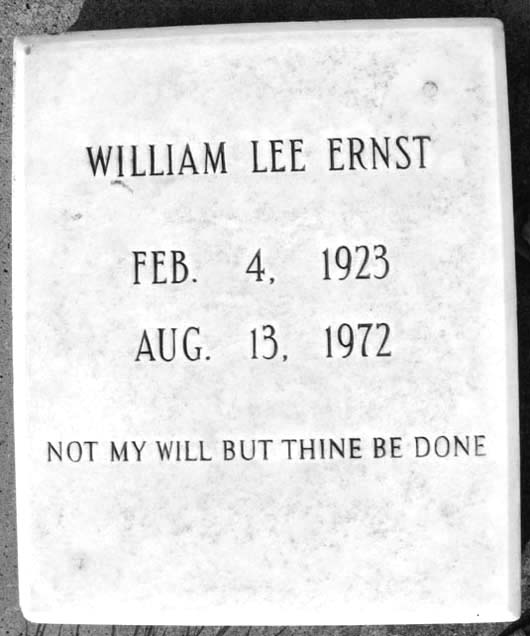 WILLIAM LEE ERNST
FEB. 4, 1923
AUG. 13, 1972
NOT MY WILL BUT THINE BE DONE